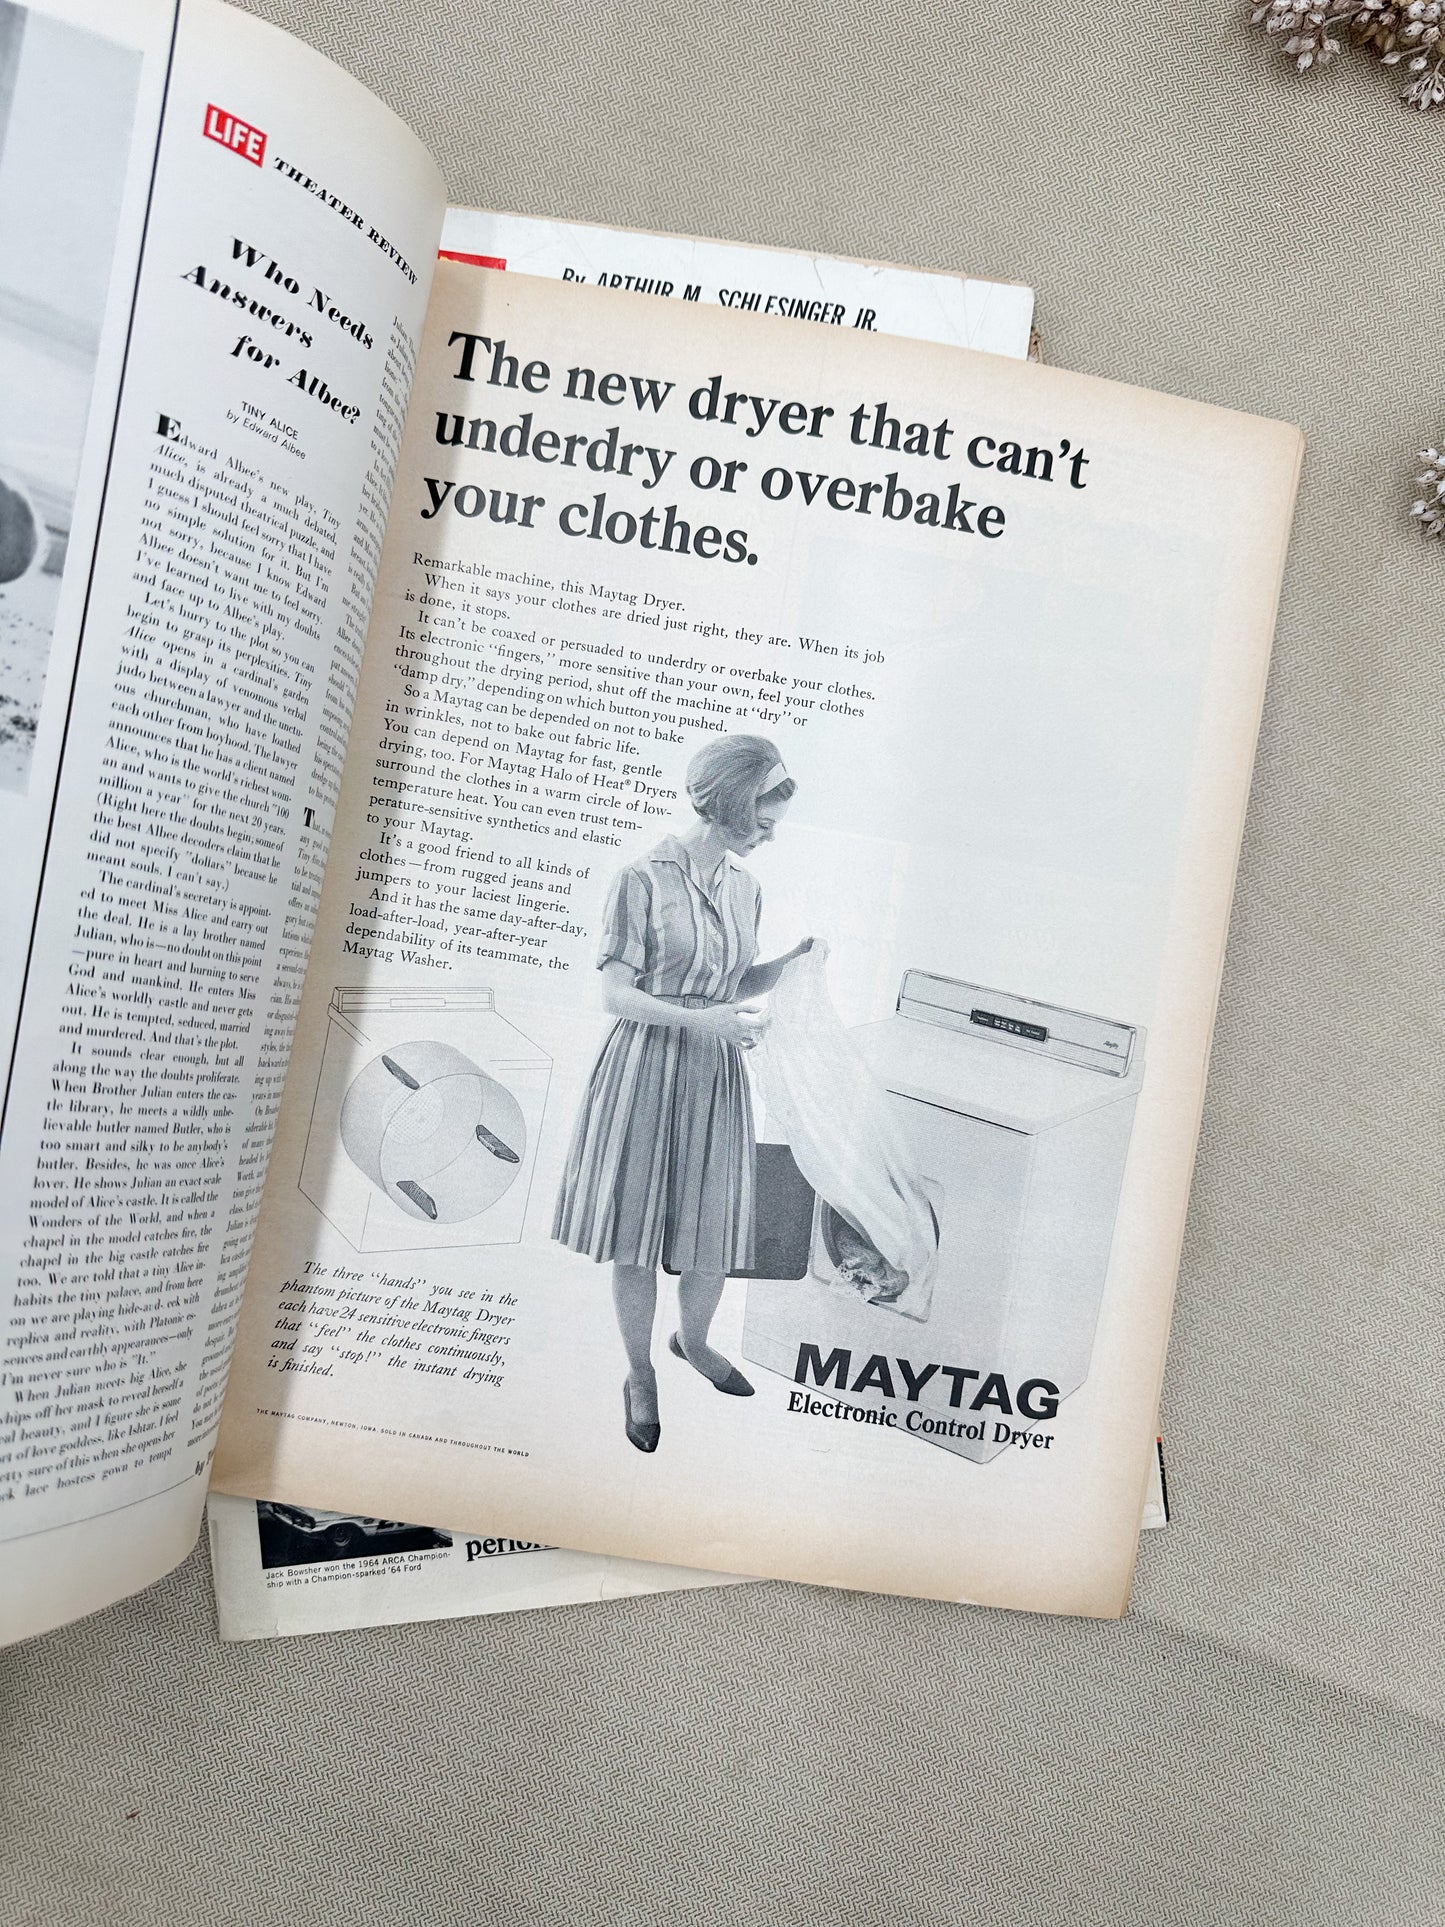 LIFE THEATER REVIEW
Who Needs
Answers
for Albee?
TINY ALICE
by Edward Albee
Edward Albee's new play, Tiny
Alice, is already a much debated,
much disputed theatrical puzzle, and
I guess I should feel sorry that I have
no simple solution for it. But I'm
not sorry, because I know Edward
Albee doesn't want me to feel sorry.
I've learned to live with my doubts
and face up to Albee's play.
Let's hurry to the plot so you can
begin to grasp its perplexities. Tiny
Alice opens in a cardinal's garden
with a display of venomous verbal
judo between a lawyer and the unctu-
ous churchman, who have loathed
each other from boyhood. The lawyer
announces that he has a client named
Alice, who is the world's richest wom-
an and wants to give the church "100
million a year" for the next 20 years.
(Right here the doubts begin; some of
the best Albee decoders claim that he
did not specify "dollars" because he
meant souls. I can't say.)
The cardinal's secretary is appoint-
ed to meet Miss Alice and carry out
the deal. He is a lay brother named
Julian, who is—no doubt on this point
—pure in heart and burning to serve
God and mankind. He enters Miss
Alice's worldly castle and never gets
out. He is tempted, seduced, married
and murdered. And that's the plot.
It sounds clear enough, but all
along the way the doubts proliferate.
When Brother Julian enters the cas-
tle library, he meets a wildly unbe-
lievable butler named Butler, who is
too smart and silky to be anybody's
butler. Besides, he was once Alice's
lover. He shows Julian an exact scale
model of Alice's castle. It is called the
Wonders of the World, and when a
chapel in the model catches fire, the
chapel in the big castle catches fire
too. We are told that a tiny Alice in-
habits the tiny palace, and from here
on we are playing hide-and- eek with
replica and reality, with Platonic es-
sences and earthly appearances—only
I'm never sure who is "It."
When Julian meets big Alice, she
whips off her mask to reveal herself a
real beauty, and I figure she is some
sort of love goddess, like Ishtar. I feel
pretty sure of this when she opens her
lace hostess gown to tempt
By ARTHUR M. SCHLESINGER JR.
The new dryer that can't
underdry or overbake
your clothes.
Remarkable machine, this Maytag Dryer.
When it says your clothes are dried just right, they are. When its job
is done, it stops.
It can't be coaxed or persuaded to underdry or overbake your clothes.
Its electronic "fingers," more sensitive than your own, feel your clothes
throughout the drying period, shut off the machine at "dry" or
"damp dry," depending on which button you pushed.
So a Maytag can be depended on not to bake
in wrinkles, not to bake out fabric life.
You can depend on Maytag for fast, gentle
drying, too. For Maytag Halo of Heat® Dryers
surround the clothes in a warm circle of low-
temperature heat. You can even trust tem-
perature-sensitive synthetics and elastic
to your Maytag.
It's a good friend to all kinds of
clothes—from rugged jeans and
jumpers to your laciest lingerie.
And it has the same day-after-day,
load-after-load, year-after-year
dependability of its teammate, the
Maytag Washer.
The three "hands" you see in the
phantom picture of the Maytag Dryer
each have 24 sensitive electronic fingers
that "feel" the clothes continuously,
and say "stop!" the instant drying
is finished.
MAYTAG
Electronic Control Dryer
THE MAYTAG COMPANY, NEWTON, IOWA. SOLD IN CANADA AND THROUGHOUT THE WORLD
Jack Bowsher won the 1964 ARCA Champion-
ship with a Champion-sparked '64 Ford